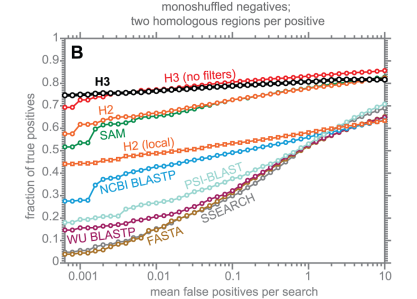 monoshuffled negatives;
two homologous regions per positive
B
1
0.9
0.8
0.7
0.6
0.5
0.4
0.3
0.2
0.1
0
fraction of true positives
H3
H3 (no filters)
H2
SAM
H2 (local)
NCBI BLASTP
PSI-BLAST
SSEARCH
WU BLASTP
FASTA
0.001
0.01
0.1
1
10
mean false positives per search